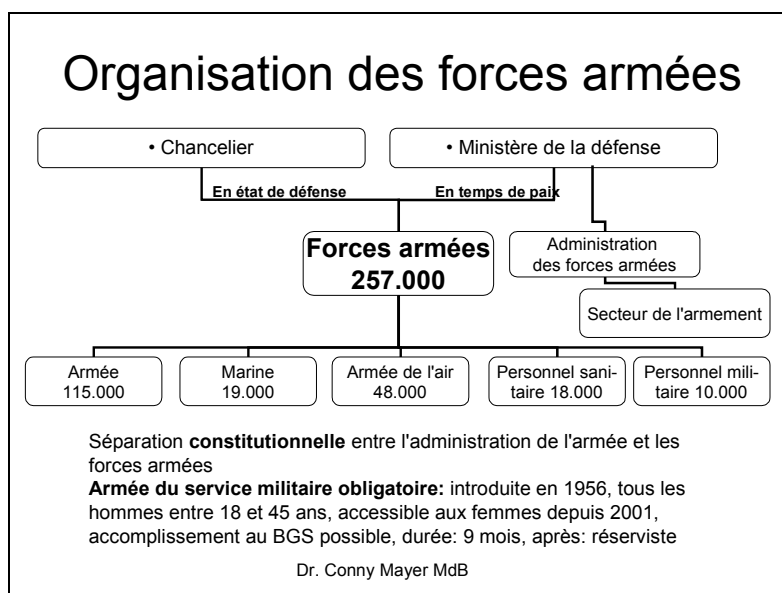 Organisation des forces armées
• Chancelier
• Ministère de la défense
En état de défense
En temps de paix
Forces armées
257.000
Administration
des forces armées
Secteur de l'armement
Armée
115.000
Marine
19.000
Armée de l'air
48.000
Personnel sani-
taire 18.000
Personnel mili-
taire 10.000
Séparation constitutionnelle entre l'administration de l'armée et les
forces armées
Armée du service militaire obligatoire: introduite en 1956, tous les
hommes entre 18 et 45 ans, accessible aux femmes depuis 2001,
accomplissement au BGS possible, durée: 9 mois, après: réserviste
Dr. Conny Mayer MdB